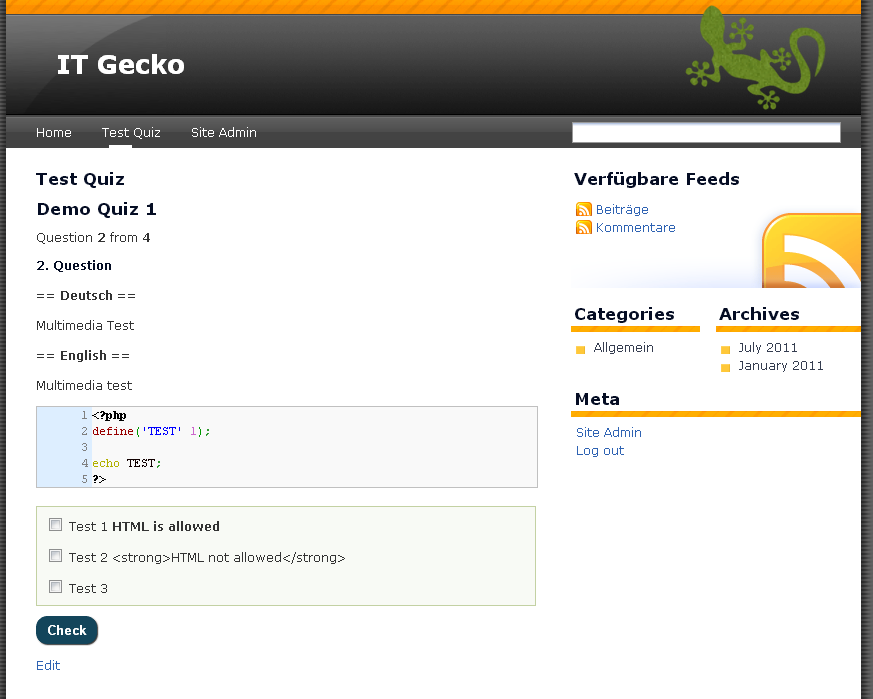 IT Gecko
Home Test Quiz Site Admin
Test Quiz
Demo Quiz 1
Question 2 from 4
2. Question
== Deutsch ==
Multimedia Test
== English ==
Multimedia test
1 <?php
2 define('TEST' 1);
3
4 echo TEST;
5 ?>
Test 1 HTML is allowed
Test 2 <strong>HTML not allowed</strong>
Test 3
Check
Edit
Verfügbare Feeds
Beiträge
Kommentare
Categories
Allgemein
Archives
July 2011
January 2011
Meta
Site Admin
Log out